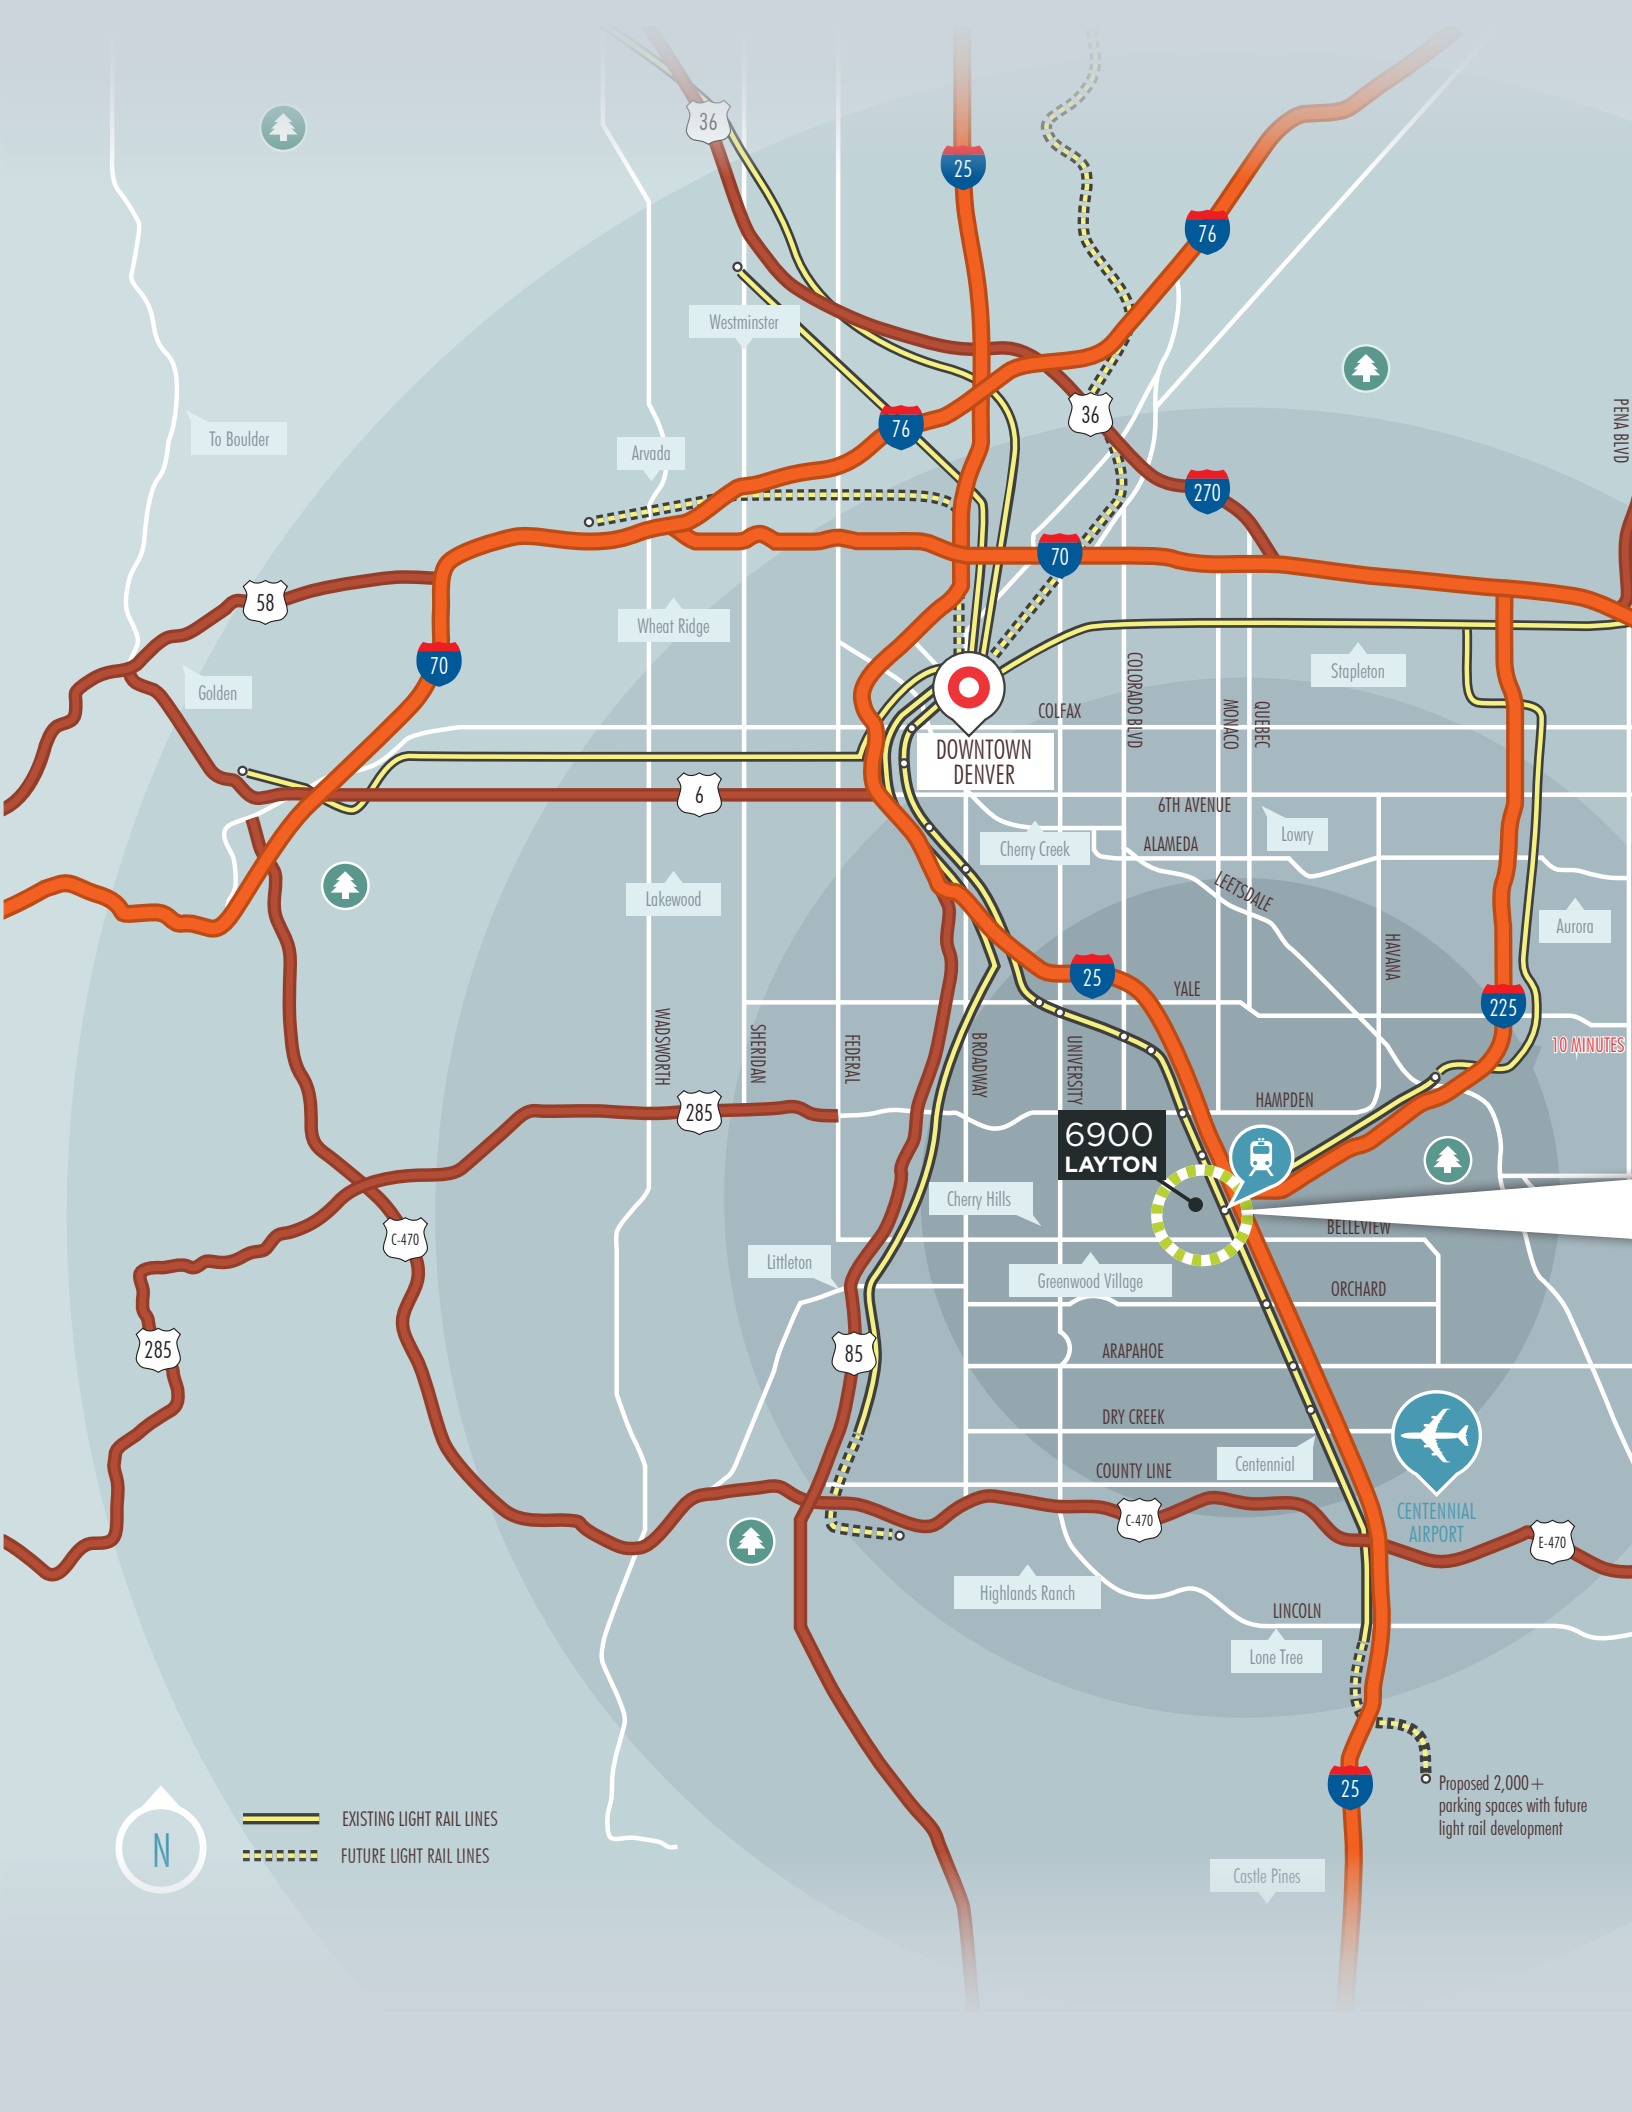 36
25
76
Westminster
36
PENA BLVD
To Boulder
76
Arvada
270
70
58
Wheat Ridge
70
Golden
Stapleton
COLORADO BLVD
MONACO
QUEBEC
COLFAX
DOWNTOWN
DENVER
6
6TH AVENUE
Lowry
Cherry Creek
ALAMEDA
LEETSDALE
Lakewood
Aurora
HAVANA
25
YALE
225
10 MINUTES
WADSWORTH
SHERIDAN
FEDERAL
BROADWAY
UNIVERSITY
285
HAMPDEN
6900
LAYTON
Cherry Hills
C-470
BELLEVIEW
Littleton
Greenwood Village
ORCHARD
285
85
ARAPAHOE
DRY CREEK
Centennial
COUNTY LINE
CENTENNIAL
AIRPORT
C-470
E-470
Highlands Ranch
LINCOLN
Lone Tree
25
Proposed 2,000+
parking spaces with future
light rail development
N
EXISTING LIGHT RAIL LINES
FUTURE LIGHT RAIL LINES
Castle Pines